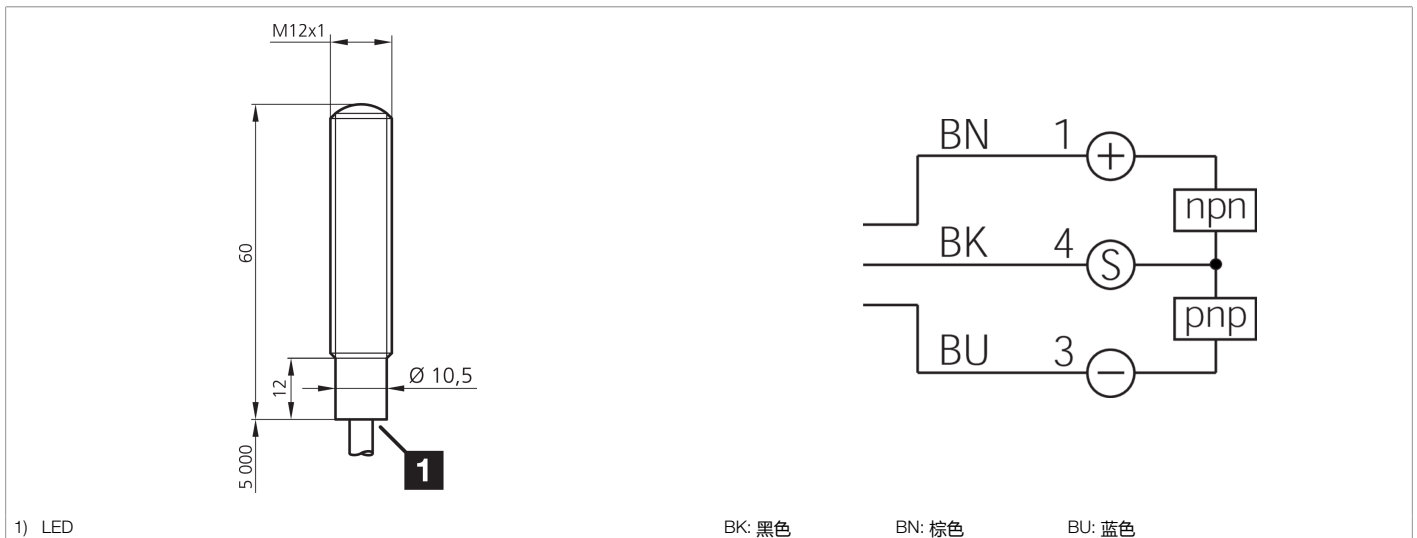 M12x1
60
12
Ø 10,5
5 000
1
BN 1 +
npn
BK 4 S
pnp
BU 3 −
1) LED
BK: 黑色 BN: 棕色 BU: 蓝色